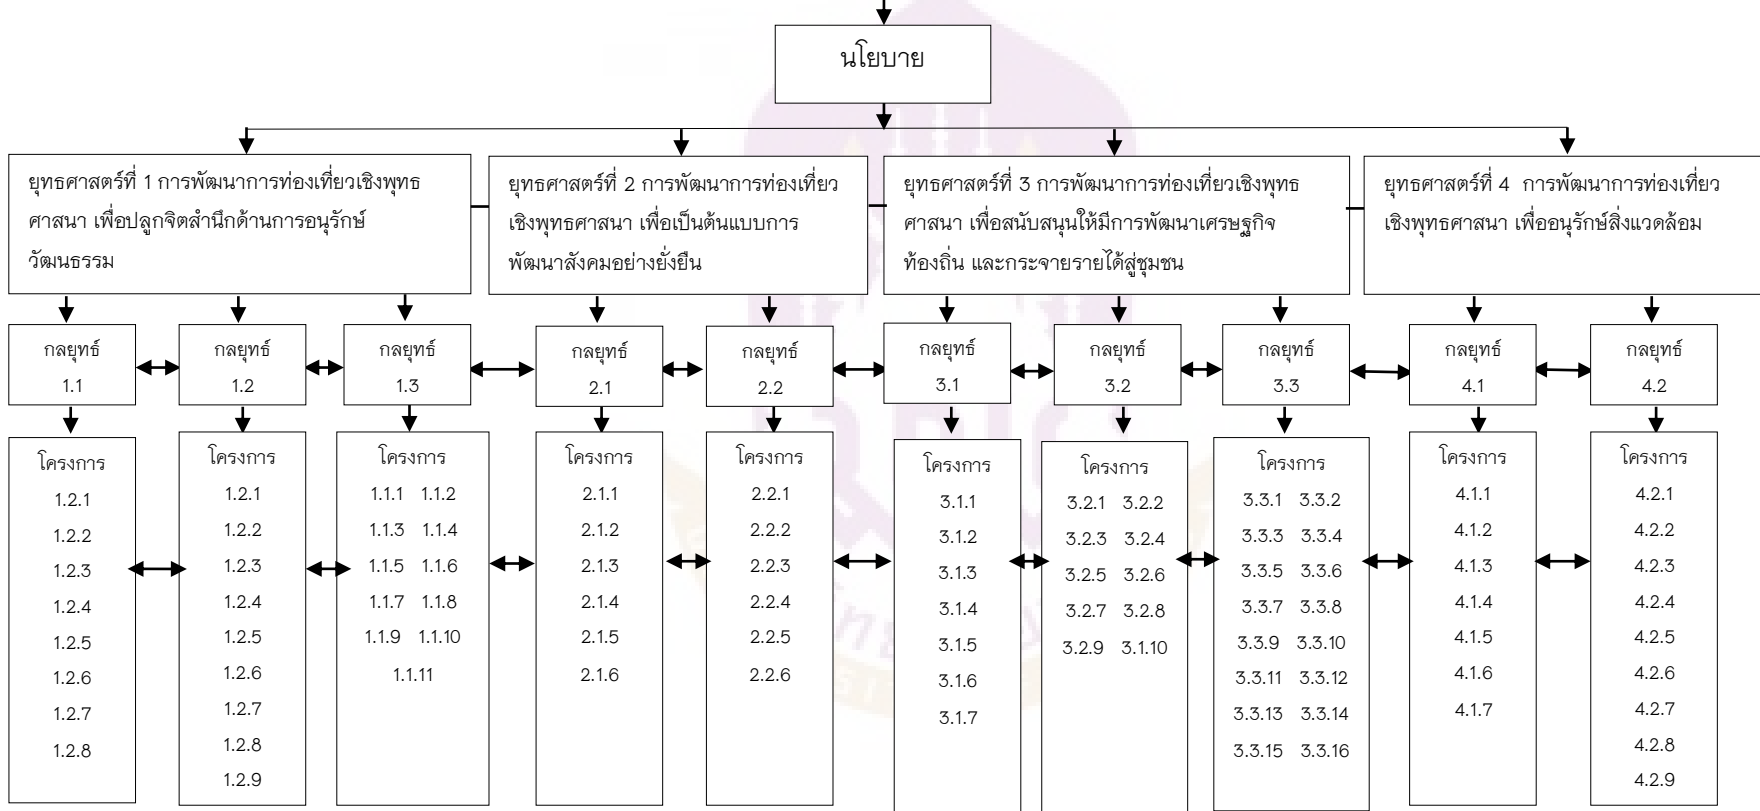 นโยบาย
ยุทธศาสตร์ที่ 1 การพัฒนาการท่องเที่ยวเชิงพุทธ
ศาสนา เพื่อปลูกจิตสำนึกด้านการอนุรักษ์
วัฒนธรรม
ยุทธศาสตร์ที่ 2 การพัฒนาการท่องเที่ยว
เชิงพุทธศาสนา เพื่อเป็นต้นแบบการ
พัฒนาสังคมอย่างยั่งยืน
ยุทธศาสตร์ที่ 3 การพัฒนาการท่องเที่ยวเชิงพุทธ
ศาสนา เพื่อสนับสนุนให้มีการพัฒนาเศรษฐกิจ
ท้องถิ่น และกระจายรายได้สู่ชุมชน
ยุทธศาสตร์ที่ 4 การพัฒนาการท่องเที่ยว
เชิงพุทธศาสนา เพื่ออนุรักษ์สิ่งแวดล้อม
กลยุทธ์
1.1
กลยุทธ์
1.2
กลยุทธ์
1.3
กลยุทธ์
2.1
กลยุทธ์
2.2
กลยุทธ์
3.1
กลยุทธ์
3.2
กลยุทธ์
3.3
กลยุทธ์
4.1
กลยุทธ์
4.2
โครงการ
1.2.1
1.2.2
1.2.3
1.2.4
1.2.5
1.2.6
1.2.7
1.2.8
โครงการ
1.2.1
1.2.2
1.2.3
1.2.4
1.2.5
1.2.6
1.2.7
1.2.8
1.2.9
โครงการ
1.1.1 1.1.2
1.1.3 1.1.4
1.1.5 1.1.6
1.1.7 1.1.8
1.1.9 1.1.10
1.1.11
โครงการ
2.1.1
2.1.2
2.1.3
2.1.4
2.1.5
2.1.6
โครงการ
2.2.1
2.2.2
2.2.3
2.2.4
2.2.5
2.2.6
โครงการ
3.1.1
3.1.2
3.1.3
3.1.4
3.1.5
3.1.6
3.1.7
โครงการ
3.2.1 3.2.2
3.2.3 3.2.4
3.2.5 3.2.6
3.2.7 3.2.8
3.2.9 3.1.10
โครงการ
3.3.1 3.3.2
3.3.3 3.3.4
3.3.5 3.3.6
3.3.7 3.3.8
3.3.9 3.3.10
3.3.11 3.3.12
3.3.13 3.3.14
3.3.15 3.3.16
โครงการ
4.1.1
4.1.2
4.1.3
4.1.4
4.1.5
4.1.6
4.1.7
โครงการ
4.2.1
4.2.2
4.2.3
4.2.4
4.2.5
4.2.6
4.2.7
4.2.8
4.2.9